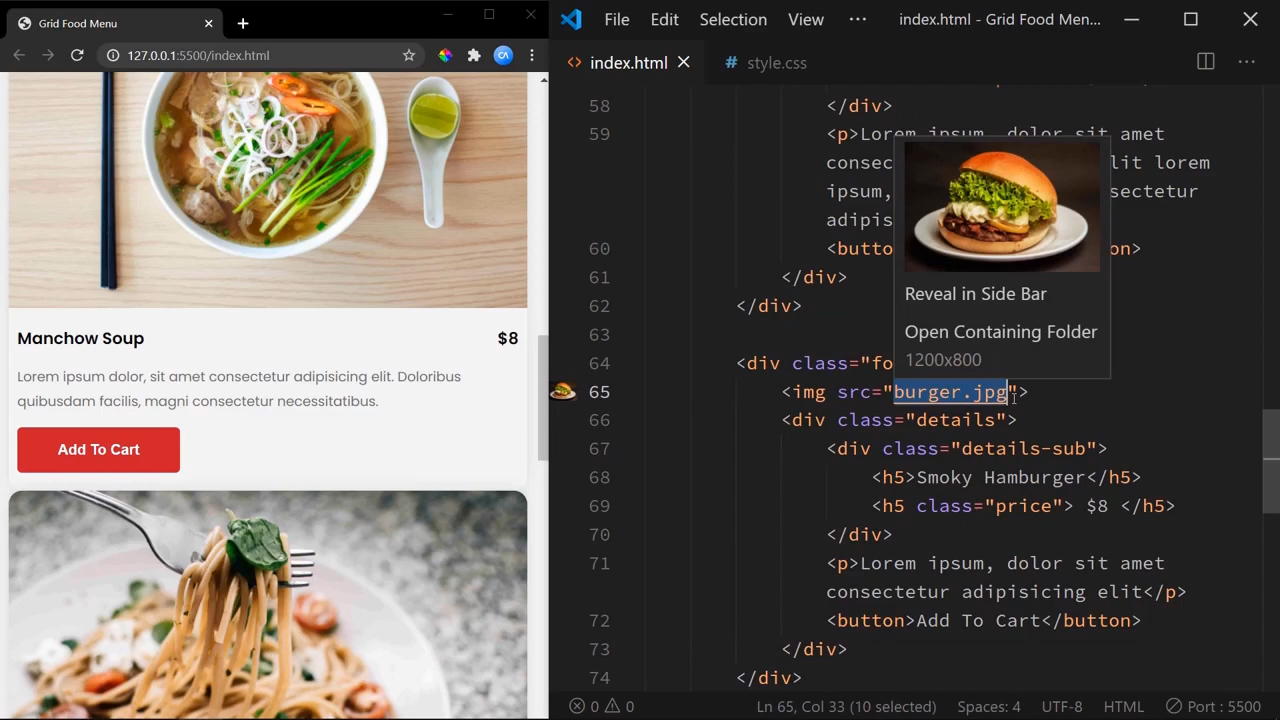 Grid Food Menu
127.0.0.1:5500/index.html
CA
Manchow Soup
$8
Lorem ipsum dolor, sit amet consectetur adipisicing elit. Doloribus
quibusdam facilis, magni consectetur necessitatibus.
Add To Cart
File Edit Selection View ··· index.html - Grid Food Men...
index.html # style.css ···
58 </div>
59 <p>Lorem ipsum, dolor sit amet
consec elit lorem
ipsum, sectetur
adipis
60 <butto on>
61 </div>
62 </div>
63
64 <div class="fo
65 <img src="burger.jpg">
66 <div class="details">
67 <div class="details-sub">
68 <h5>Smoky Hamburger</h5>
69 <h5 class="price"> $8 </h5>
70 </div>
71 <p>Lorem ipsum, dolor sit amet
consectetur adipisicing elit</p>
72 <button>Add To Cart</button>
73 </div>
74 </div>
Reveal in Side Bar
Open Containing Folder
1200x800
0 0 Ln 65, Col 33 (10 selected) Spaces: 4 UTF-8 HTML Port : 5500